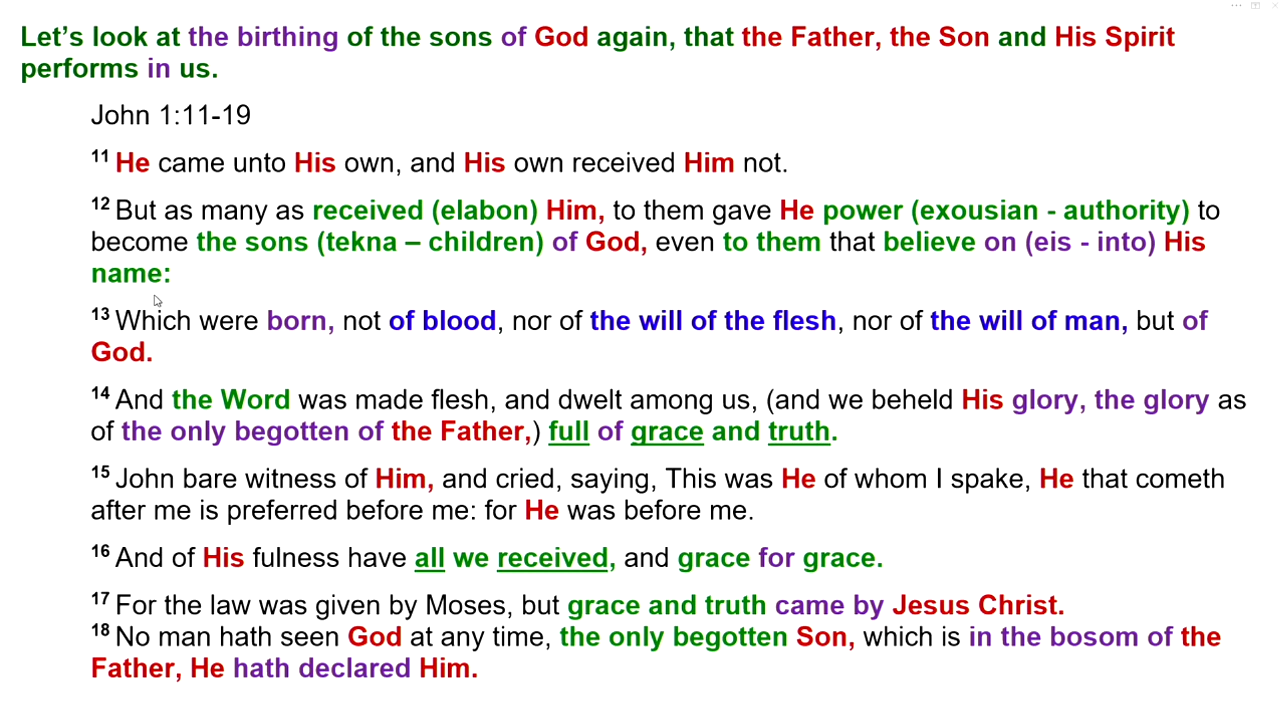 Let's look at the birthing of the sons of God again, that the Father, the Son and His Spirit
performs in us.
John 1:11-19
11 He came unto His own, and His own received Him not.
12 But as many as received (elabon) Him, to them gave He power (exousian - authority) to
become the sons (tekna – children) of God, even to them that believe on (eis - into) His
name:
13 Which were born, not of blood, nor of the will of the flesh, nor of the will of man, but of
God.
14 And the Word was made flesh, and dwelt among us, (and we beheld His glory, the glory as
of the only begotten of the Father,) full of grace and truth.
15 John bare witness of Him, and cried, saying, This was He of whom I spake, He that cometh
after me is preferred before me: for He was before me.
16 And of His fulness have all we received, and grace for grace.
17 For the law was given by Moses, but grace and truth came by Jesus Christ.
18 No man hath seen God at any time, the only begotten Son, which is in the bosom of the
Father, He hath declared Him.